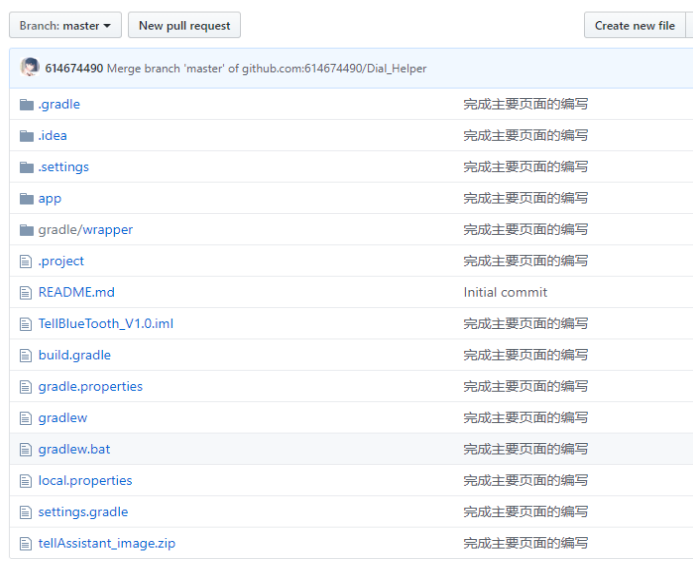 Branch: master New pull request Create new file
614674490 Merge branch 'master' of github.com:614674490/Dial_Helper
.gradle 完成主要页面的编写
.idea 完成主要页面的编写
.settings 完成主要页面的编写
app 完成主要页面的编写
gradle/wrapper 完成主要页面的编写
.project 完成主要页面的编写
README.md Initial commit
TellBlueTooth_V1.0.iml 完成主要页面的编写
build.gradle 完成主要页面的编写
gradle.properties 完成主要页面的编写
gradlew 完成主要页面的编写
gradlew.bat 完成主要页面的编写
local.properties 完成主要页面的编写
settings.gradle 完成主要页面的编写
tellAssistant_image.zip 完成主要页面的编写